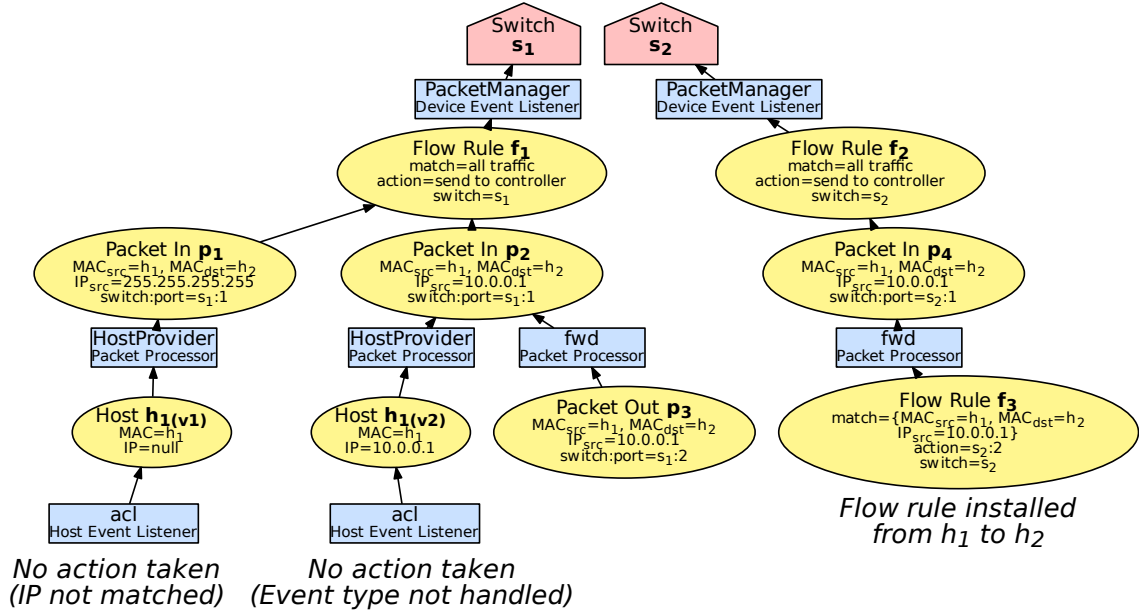 Switch
s1
Switch
s2
PacketManager
Device Event Listener
PacketManager
Device Event Listener
Flow Rule f1
match=all traffic
action=send to controller
switch=s1
Flow Rule f2
match=all traffic
action=send to controller
switch=s2
Packet In p1
MACsrc=h1, MACdst=h2
IPsrc=255.255.255.255
switch:port=s1:1
Packet In p2
MACsrc=h1, MACdst=h2
IPsrc=10.0.0.1
switch:port=s1:1
Packet In p4
MACsrc=h1, MACdst=h2
IPsrc=10.0.0.1
switch:port=s2:1
HostProvider
Packet Processor
HostProvider
Packet Processor
fwd
Packet Processor
fwd
Packet Processor
Host h1(v1)
MAC=h1
IP=null
Host h1(v2)
MAC=h1
IP=10.0.0.1
Packet Out p3
MACsrc=h1, MACdst=h2
IPsrc=10.0.0.1
switch:port=s1:2
Flow Rule f3
match={MACsrc=h1, MACdst=h2
IPsrc=10.0.0.1}
action=s2:2
switch=s2
acl
Host Event Listener
acl
Host Event Listener
Flow rule installed
from h1 to h2
No action taken
(IP not matched)
No action taken
(Event type not handled)